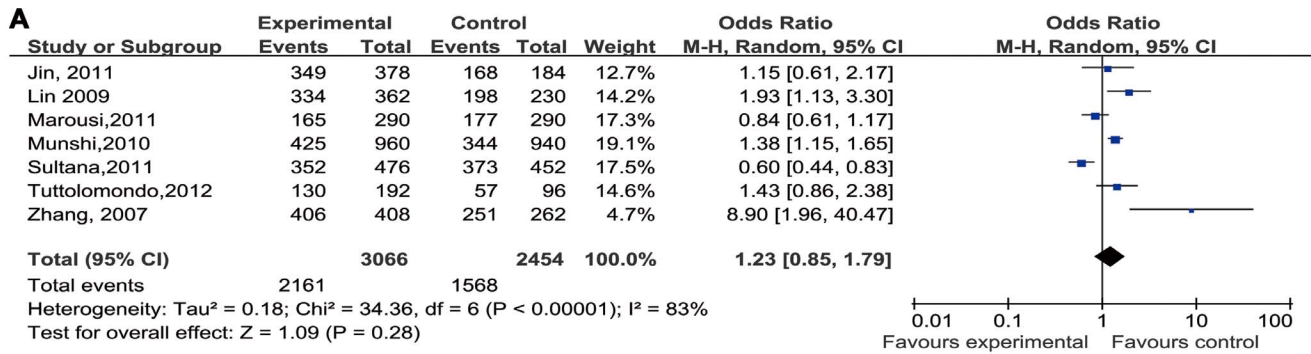 A
Experimental Control Odds Ratio Odds Ratio
Study or Subgroup Events Total Events Total Weight M-H, Random, 95% CI M-H, Random, 95% CI
Jin, 2011 349 378 168 184 12.7% 1.15 [0.61, 2.17]
Lin 2009 334 362 198 230 14.2% 1.93 [1.13, 3.30]
Marousi,2011 165 290 177 290 17.3% 0.84 [0.61, 1.17]
Munshi,2010 425 960 344 940 19.1% 1.38 [1.15, 1.65]
Sultana,2011 352 476 373 452 17.5% 0.60 [0.44, 0.83]
Tuttolomondo,2012 130 192 57 96 14.6% 1.43 [0.86, 2.38]
Zhang, 2007 406 408 251 262 4.7% 8.90 [1.96, 40.47]
Total (95% CI) 3066 2454 100.0% 1.23 [0.85, 1.79]
Total events 2161 1568
Heterogeneity: Tau² = 0.18; Chi² = 34.36, df = 6 (P < 0.00001); I² = 83%
Test for overall effect: Z = 1.09 (P = 0.28)
0.01 0.1 1 10 100
Favours experimental Favours control